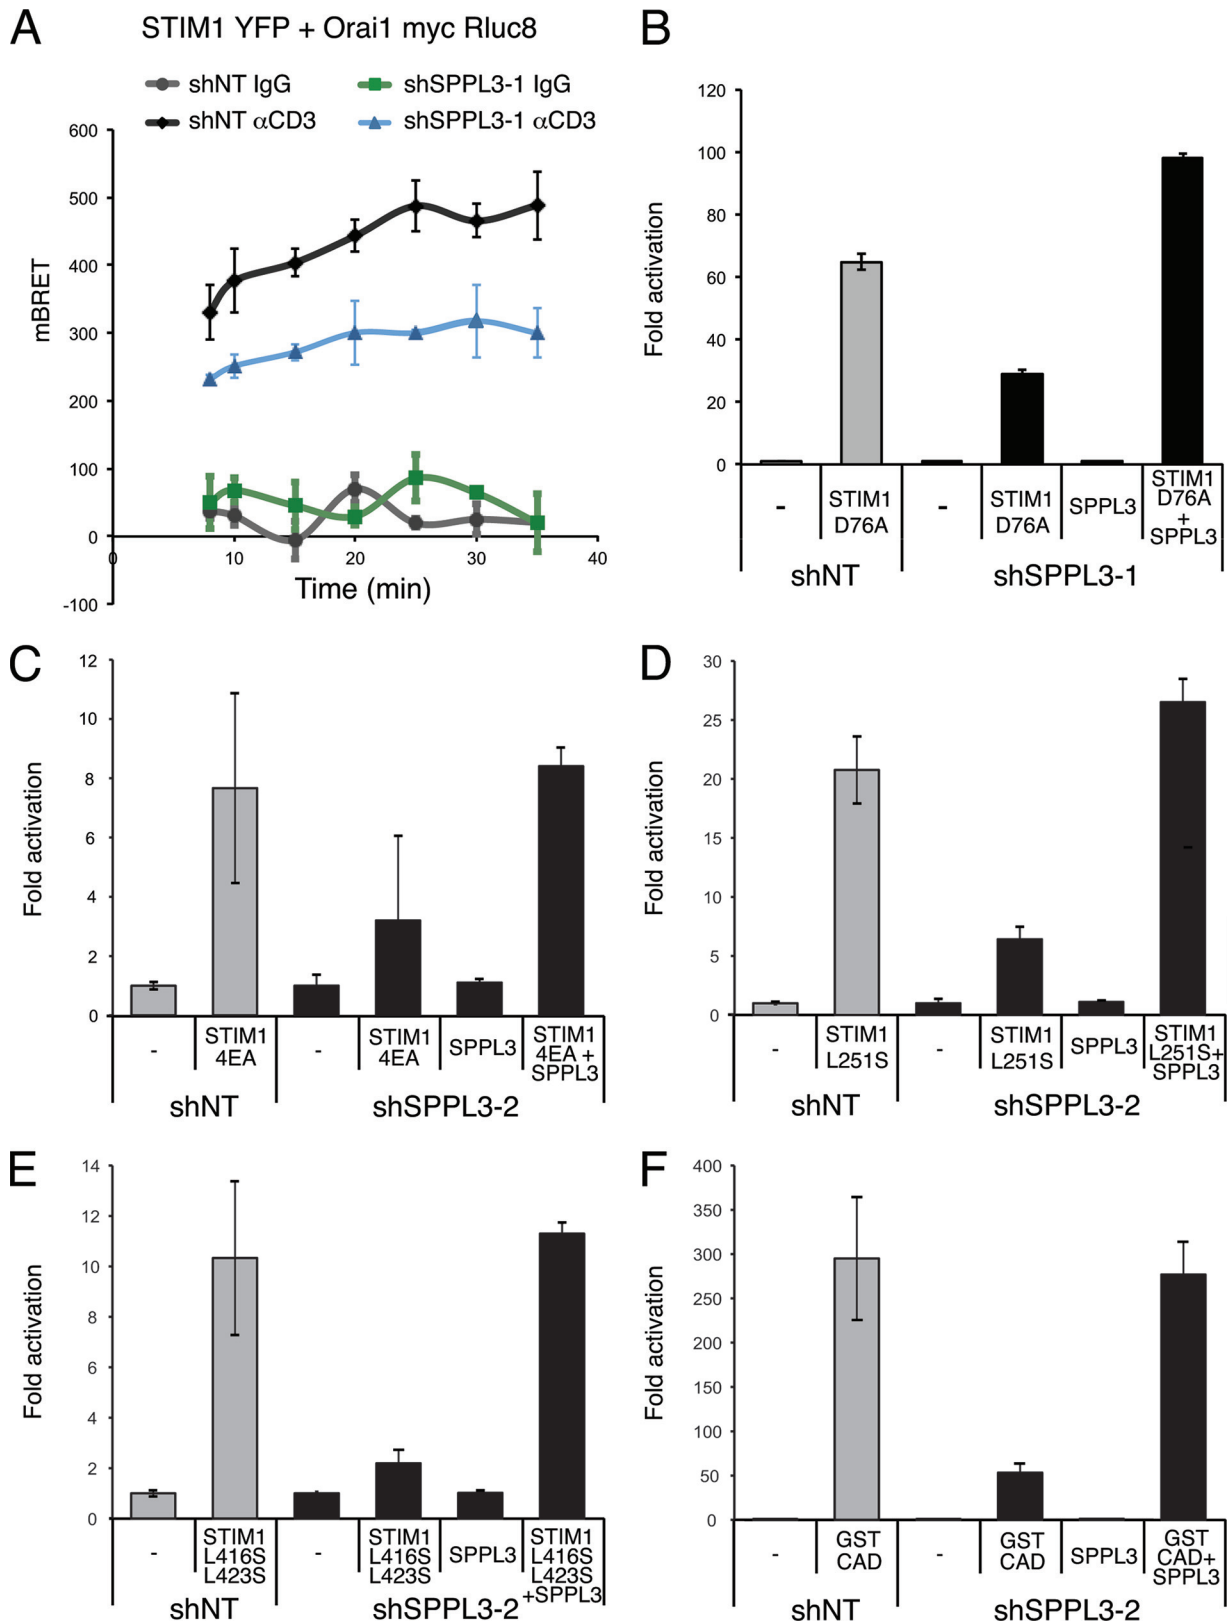 A
STIM1 YFP + Orai1 myc Rluc8
shNT IgG
shSPPL3-1 IgG
shNT αCD3
shSPPL3-1 αCD3
mBRET
600
500
400
300
200
100
0
-100
0
10
20
30
40
Time (min)
B
Fold activation
120
100
80
60
40
20
0
-
STIM1
D76A
-
STIM1
D76A
SPPL3
STIM1
D76A
+
SPPL3
shNT
shSPPL3-1
C
Fold activation
12
10
8
6
4
2
0
-
STIM1
4EA
-
STIM1
4EA
SPPL3
STIM1
4EA +
SPPL3
shNT
shSPPL3-2
D
Fold activation
30
25
20
15
10
5
0
-
STIM1
L251S
-
STIM1
L251S
SPPL3
STIM1
L251S+
SPPL3
shNT
shSPPL3-2
E
Fold activation
14
12
10
8
6
4
2
0
-
STIM1
L416S
L423S
-
STIM1
L416S
L423S
SPPL3
STIM1
L416S
L423S
+SPPL3
shNT
shSPPL3-2
F
Fold activation
400
350
300
250
200
150
100
50
0
-
GST
CAD
-
GST
CAD
SPPL3
GST
CAD+
SPPL3
shNT
shSPPL3-2